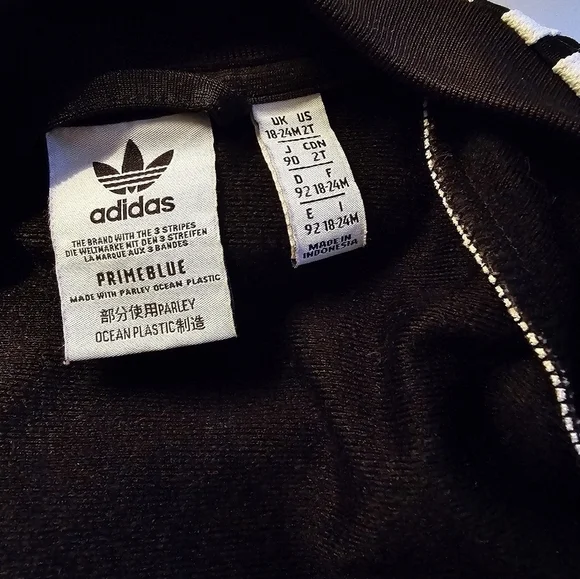 adidas
THE BRAND WITH THE 3 STRIPES
DIE WELTMARKE MIT DEN 3 STREIFEN
LA MARQUE AUX 3 BANDES
PRIMEBLUE
MADE WITH PARLEY OCEAN PLASTIC
部分使用PARLEY
OCEAN PLASTIC制造
UK US
18-24M 2T
J CDN
90 2T
D F
92 18-24M
E I
92 18-24M
MADE IN
INDONESIA